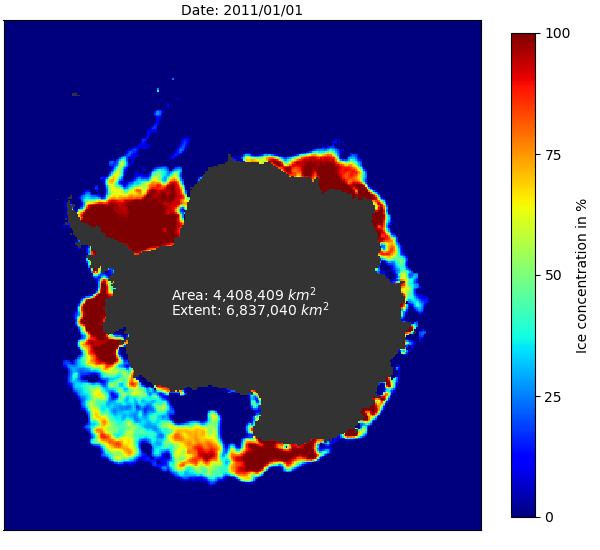 Date: 2011/01/01
Area: 4,408,409 km²
Extent: 6,837,040 km²
100
75
50
25
0
Ice concentration in %